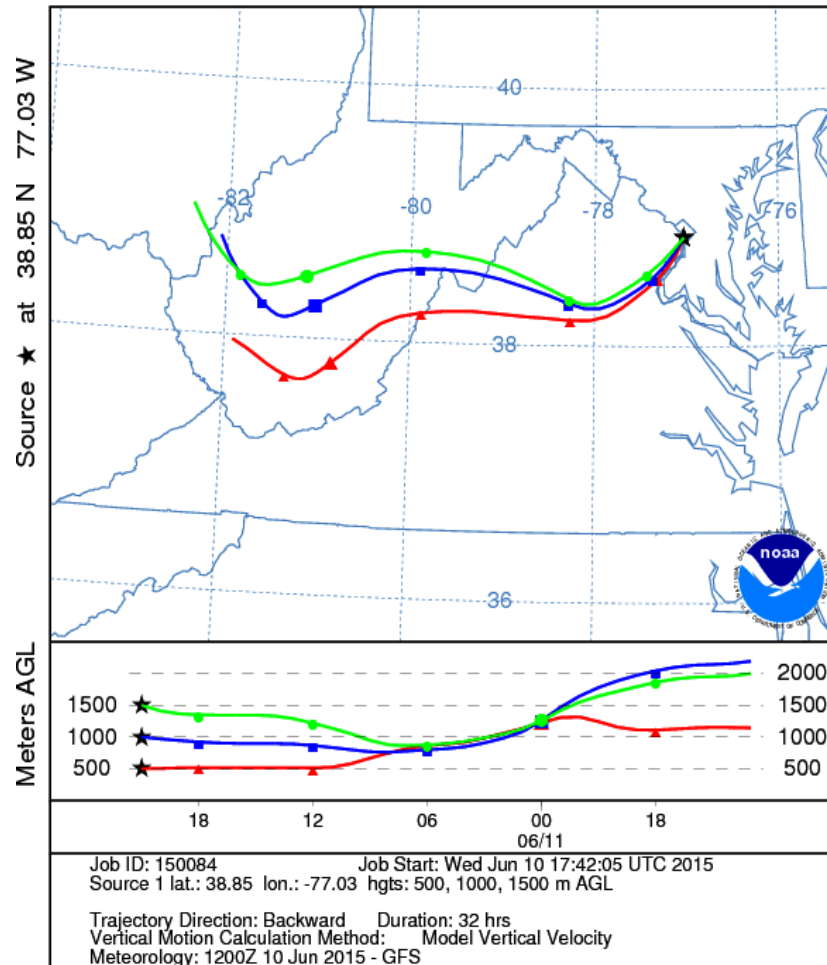 Source ★ at 38.85 N 77.03 W
40
-82
-80
-78
-76
38
36
noaa
Meters AGL
2000
1500
1500
1000
1000
500
500
18
12
06
00
18
06/11
Job ID: 150084 Job Start: Wed Jun 10 17:42:05 UTC 2015
Source 1 lat.: 38.85 lon.: -77.03 hgts: 500, 1000, 1500 m AGL
Trajectory Direction: Backward Duration: 32 hrs
Vertical Motion Calculation Method: Model Vertical Velocity
Meteorology: 1200Z 10 Jun 2015 - GFS